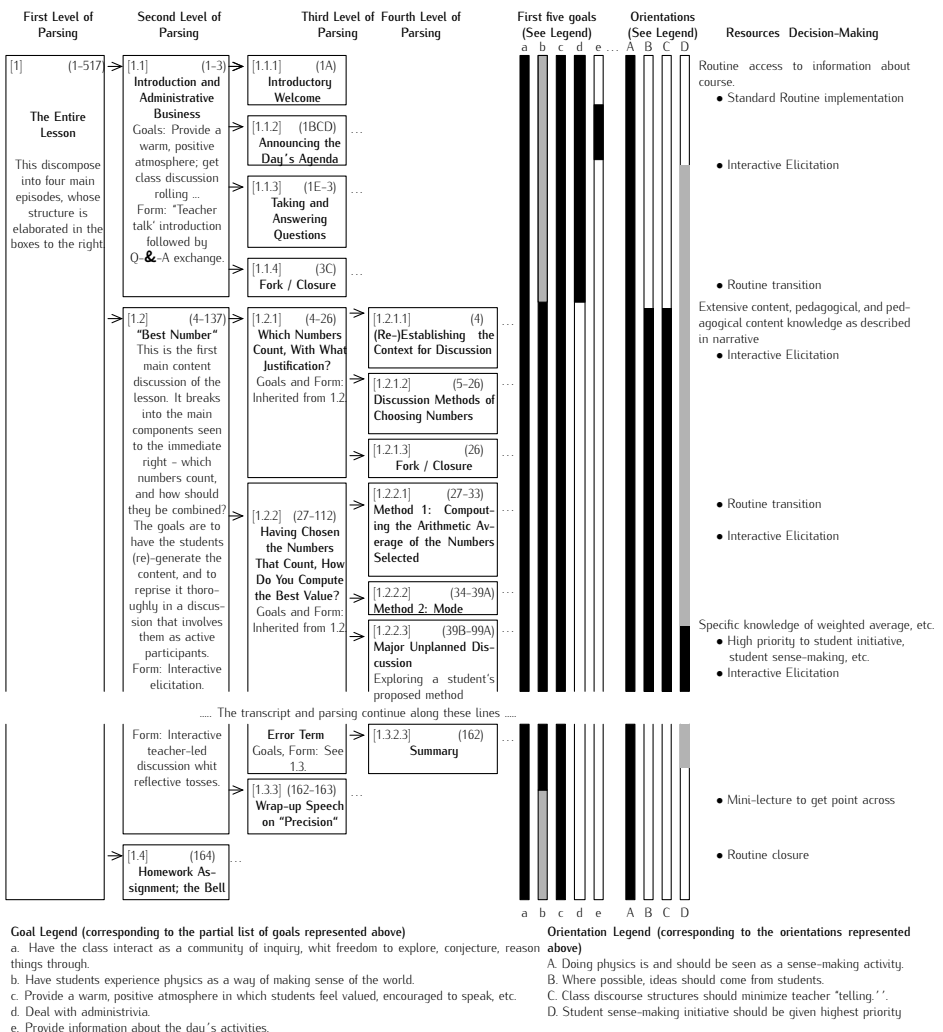 First Level of Parsing
Second Level of Parsing
Third Level of Parsing
Fourth Level of Parsing
First five goals (See Legend)
Orientations (See Legend)
Resources Decision-Making
a b c d e ... A B C D
[1] (1-517)
The Entire
Lesson
This discompose
into four main
episodes, whose
structure is
elaborated in the
boxes to the right.
[1.1] (1-3)
Introduction and
Administrative
Business
Goals: Provide a
warm, positive
atmosphere; get
class discussion
rolling ...
Form: "Teacher
talk' introduction
followed by
Q-&-A exchange.
[1.1.1] (1A)
Introductory
Welcome
[1.1.2] (1BCD)
Announcing the
Day's Agenda
...
[1.1.3] (1E-3)
Taking and
Answering
Questions
...
[1.1.4] (3C)
Fork / Closure
...
Routine access to information about
course.
• Standard Routine implementation
• Interactive Elicitation
• Routine transition
[1.2] (4-137)
"Best Number"
This is the first
main content
discussion of the
lesson. It breaks
into the main
components seen
to the immediate
right - which
numbers count,
and how should
they be combined?
The goals are to
have the students
(re)-generate the
content, and to
reprise it thoro-
ughly in a discus-
sion that involves
them as active
participants.
Form: Interactive
elicitation.
[1.2.1] (4-26)
Which Numbers
Count, With What
Justification?
Goals and Form:
Inherited from 1.2.
[1.2.2] (27-112)
Having Chosen
the Numbers
That Count, How
Do You Compute
the Best Value?
Goals and Form:
Inherited from 1.2.
[1.2.1.1] (4)
(Re-)Establishing the
Context for Discussion
...
[1.2.1.2] (5-26)
Discussion Methods of
Choosing Numbers
...
[1.2.1.3] (26)
Fork / Closure
...
[1.2.2.1] (27-33)
Method 1: Compout-
ing the Arithmetic Av-
erage of the Numbers
Selected
...
[1.2.2.2] (34-39A)
Method 2: Mode
...
[1.2.2.3] (39B-99A)
Major Unplanned Dis-
cussion
Exploring a student's
proposed method
...
Extensive content, pedagogical, and ped-
agogical content knowledge as described
in narrative
• Interactive Elicitation
• Routine transition
• Interactive Elicitation
Specific knowledge of weighted average, etc.
• High priority to student initiative,
student sense-making, etc.
• Interactive Elicitation
..... The transcript and parsing continue along these lines .....
Form: Interactive
teacher-led
discussion whit
reflective tosses.
Error Term
Goals, Form: See
1.3.
[1.3.2.3] (162)
Summary
...
[1.3.3] (162-163)
Wrap-up Speech
on "Precision"
...
• Mini-lecture to get point across
[1.4] (164)
Homework As-
signment; the Bell
...
• Routine closure
a b c d e A B C D
Goal Legend (corresponding to the partial list of goals represented above)
a. Have the class interact as a community of inquiry, whit freedom to explore, conjecture, reason
things through.
b. Have students experience physics as a way of making sense of the world.
c. Provide a warm, positive atmosphere in which students feel valued, encouraged to speak, etc.
d. Deal with administrivia.
e. Provide information about the day's activities.
Orientation Legend (corresponding to the orientations represented
above)
A. Doing physics is and should be seen as a sense-making activity.
B. Where possible, ideas should come from students.
C. Class discourse structures should minimize teacher "telling.''.
D. Student sense-making initiative should be given highest priority